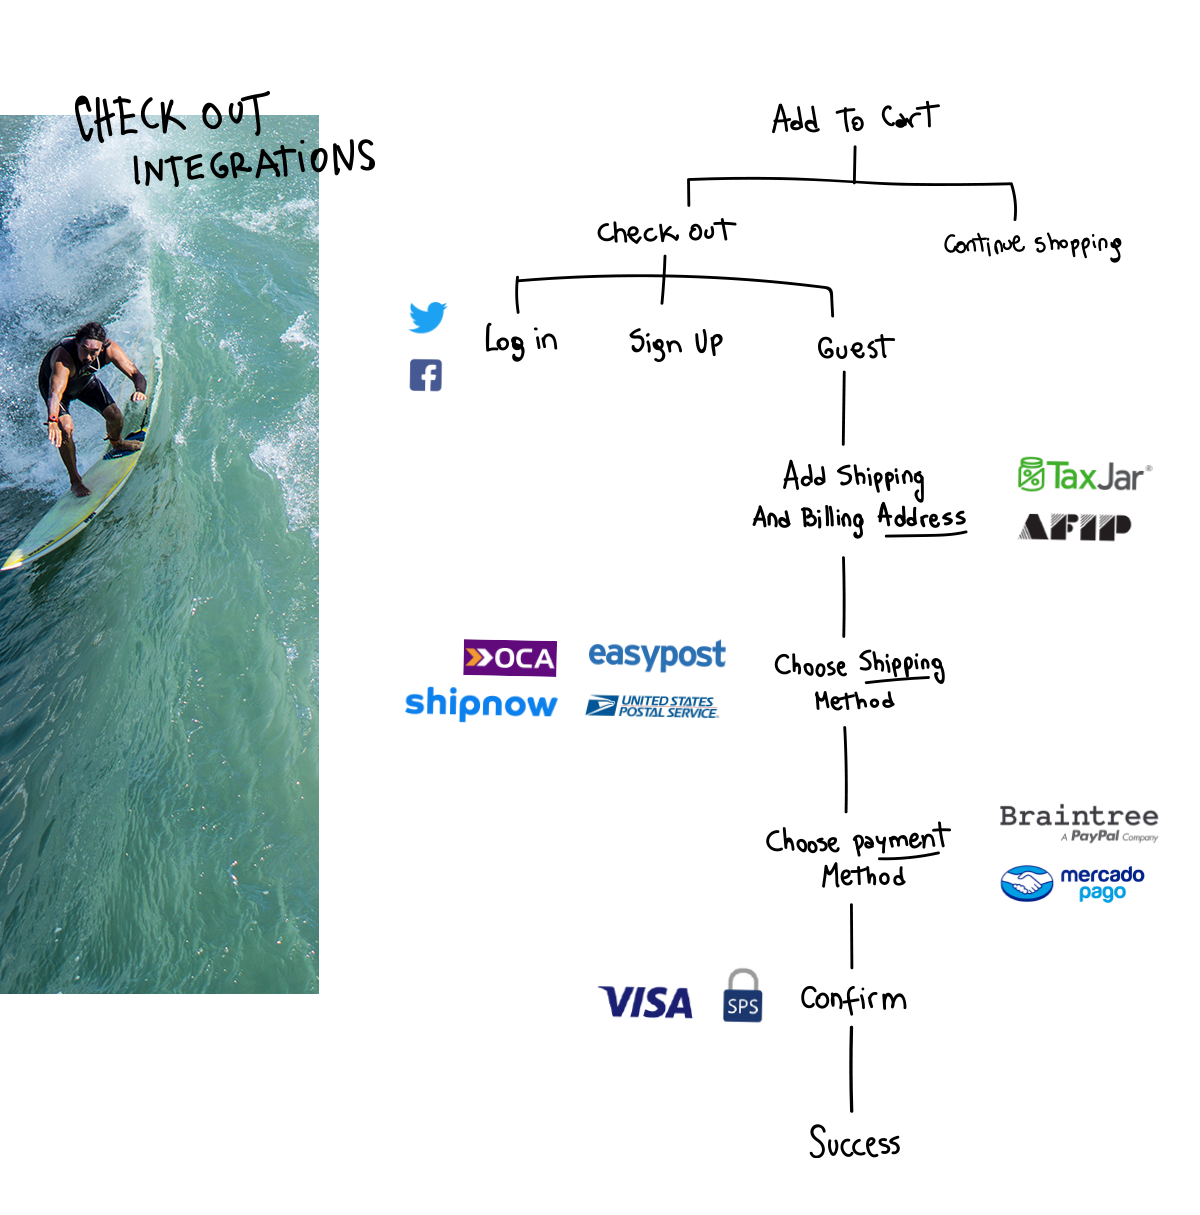 CHECK OUT
INTEGRATIONS
Add To Cart
Check out
Continue shopping
Log in
Sign Up
Guest
Add Shipping
And Billing Address
TaxJar®
AFIP
OCA
easypost
shipnow
UNITED STATES
POSTAL SERVICE®
Choose Shipping
Method
Choose payment
Method
Braintree
A PayPal Company
mercado
pago
VISA
SPS
Confirm
Success